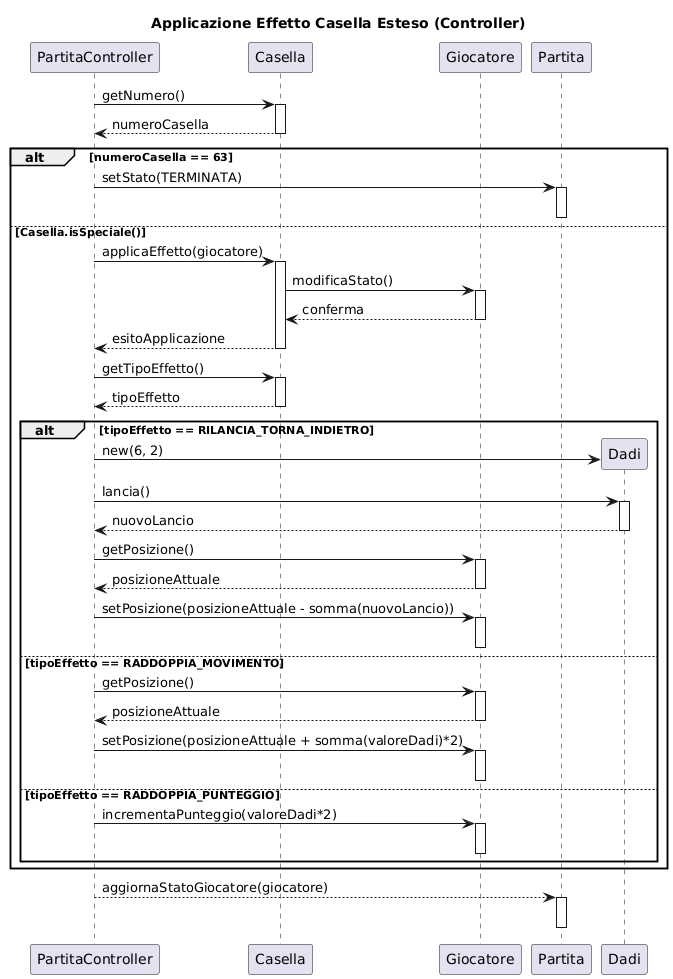 Applicazione Effetto Casella Esteso (Controller)
PartitaController Casella Giocatore Partita
getNumero()
numeroCasella
alt [numeroCasella == 63]
setStato(TERMINATA)
[Casella.isSpeciale()]
applicaEffetto(giocatore)
modificaStato()
conferma
esitoApplicazione
getTipoEffetto()
tipoEffetto
alt [tipoEffetto == RILANCIA_TORNA_INDIETRO]
new(6, 2) Dadi
lancia()
nuovoLancio
getPosizione()
posizioneAttuale
setPosizione(posizioneAttuale - somma(nuovoLancio))
[tipoEffetto == RADDOPPIA_MOVIMENTO]
getPosizione()
posizioneAttuale
setPosizione(posizioneAttuale + somma(valoreDadi)*2)
[tipoEffetto == RADDOPPIA_PUNTEGGIO]
incrementaPunteggio(valoreDadi*2)
aggiornaStatoGiocatore(giocatore)
PartitaController Casella Giocatore Partita Dadi